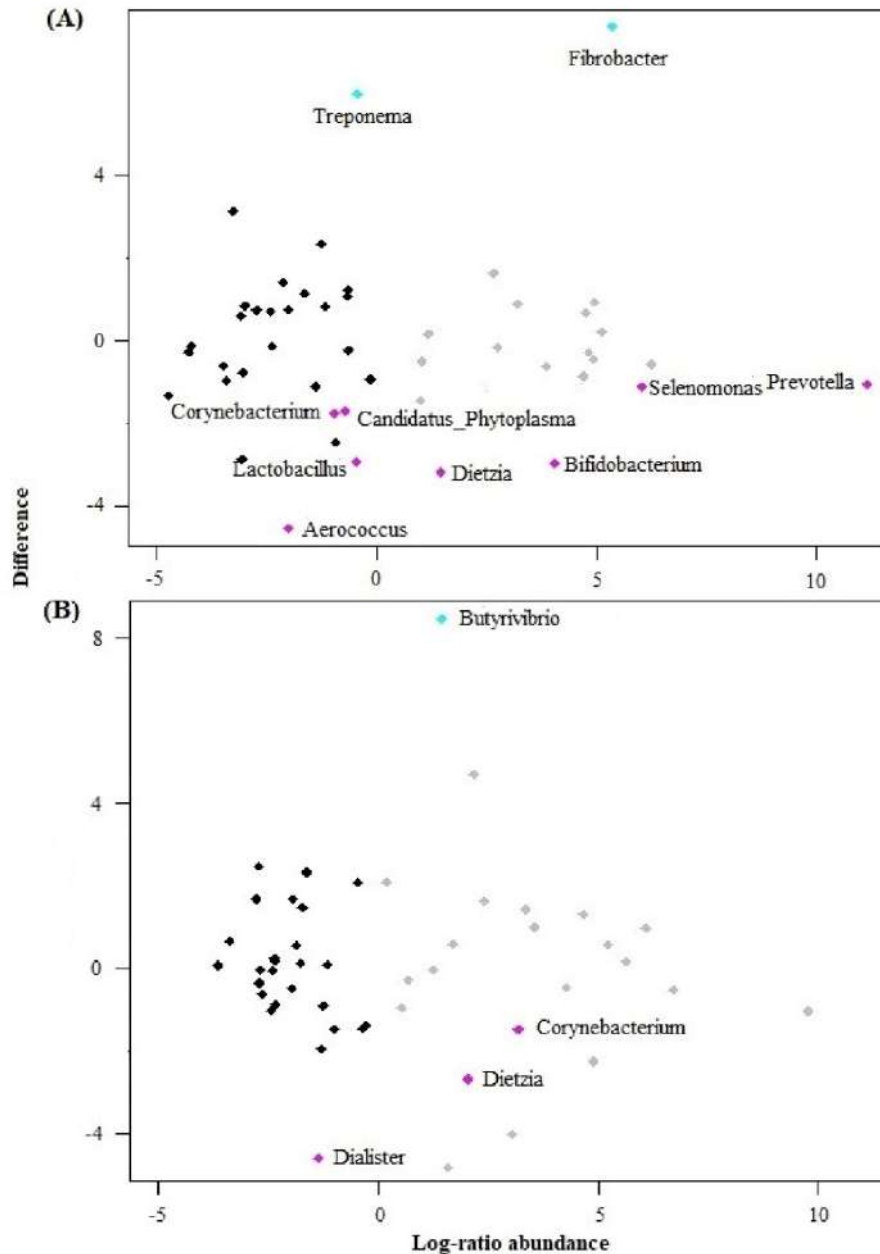 (A)
Fibrobacter
Treponema
4
0
Selenomonas Prevotella
Corynebacterium Candidatus_Phytoplasma
Lactobacillus Dietzia Bifidobacterium
-4
Aerococcus
Difference
-5 0 5 10
(B)
8
Butyrivibrio
4
0
Corynebacterium
Dietzia
-4
Dialister
-5 0 5 10
Log-ratio abundance